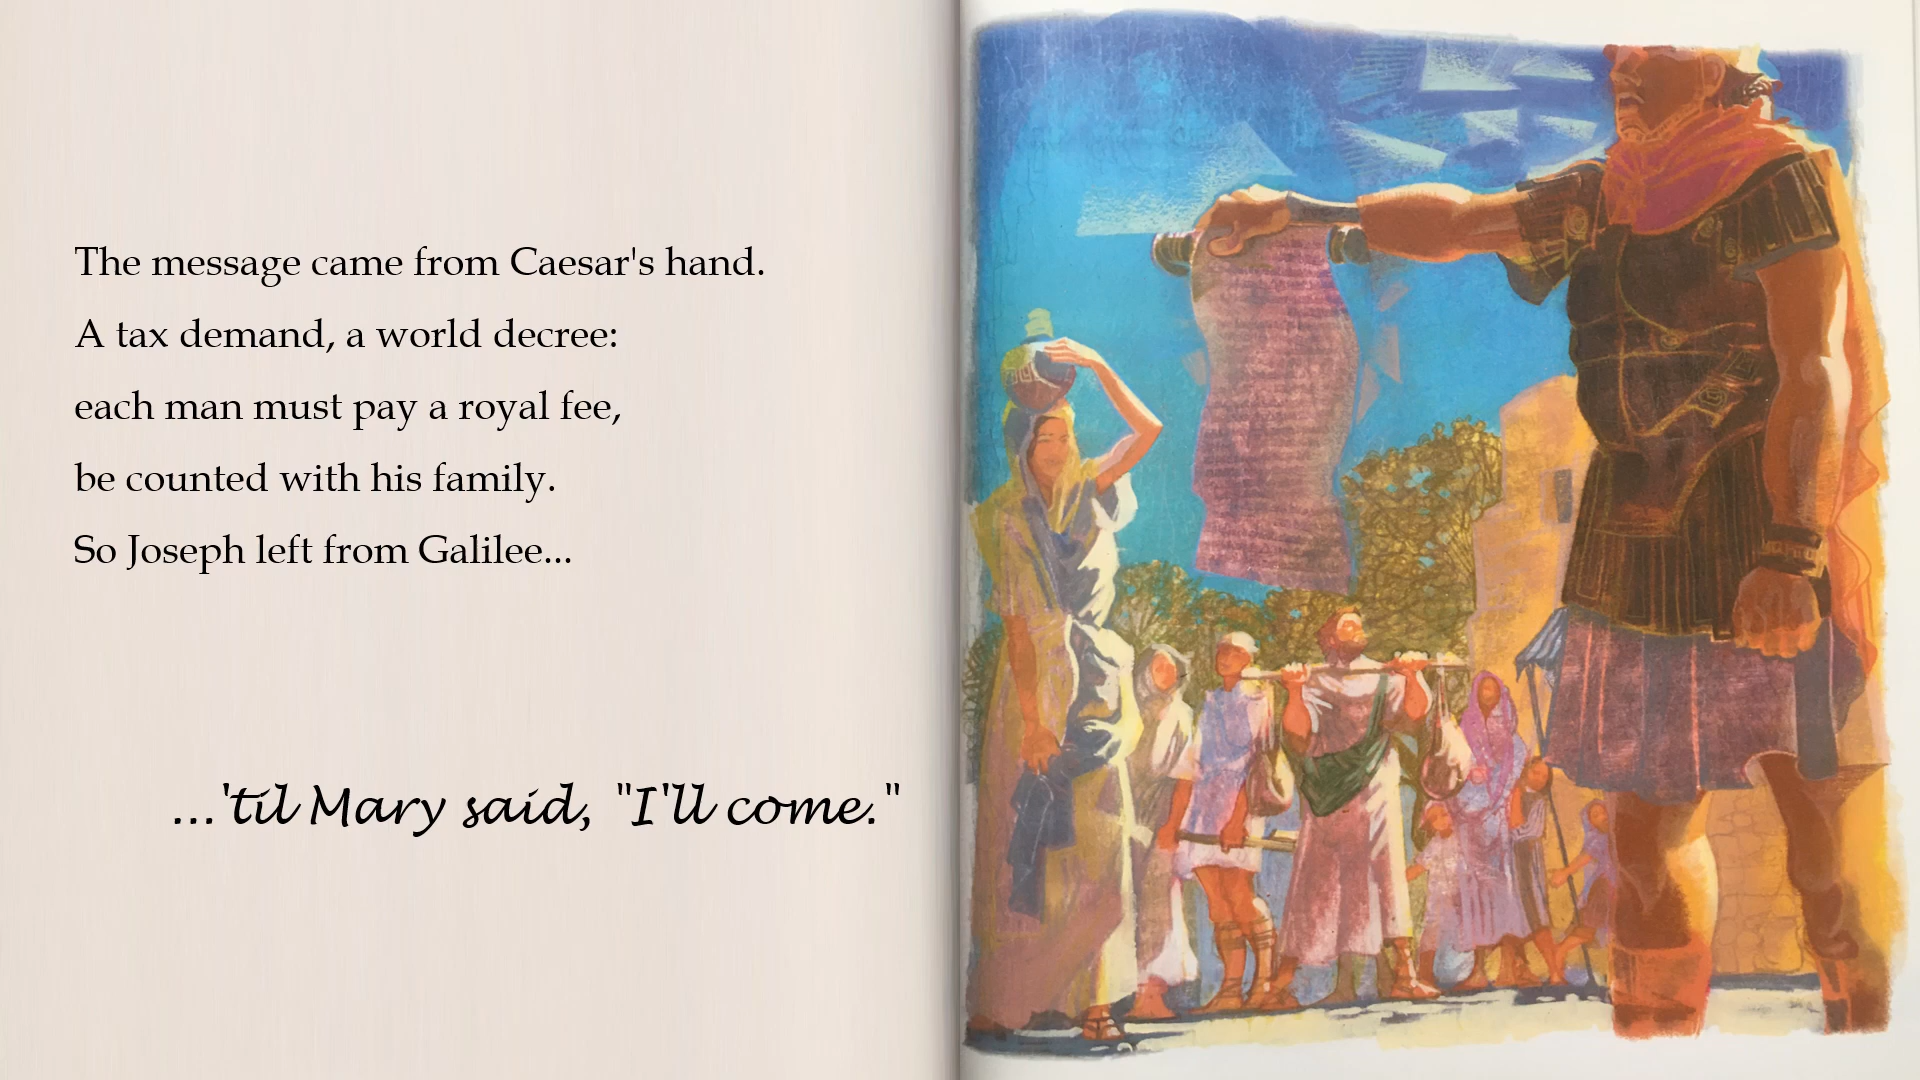 The message came from Caesar's hand.
A tax demand, a world decree:
each man must pay a royal fee,
be counted with his family.
So Joseph left from Galilee...
...'til Mary said, "I'll come."